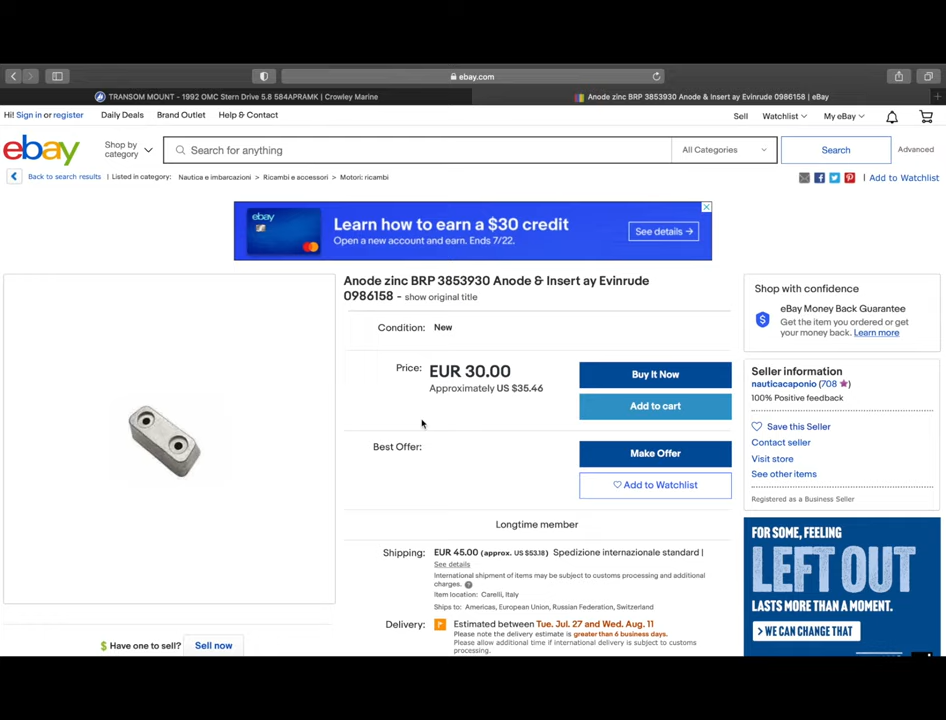 ebay.com
TRANSOM MOUNT - 1992 OMC Stern Drive 5.8 584APRAMK | Crowley Marine
Anode zinc BRP 3853930 Anode & Insert ay Evinrude 0986158 | eBay
Hi! Sign in or register
Daily Deals
Brand Outlet
Help & Contact
Sell
Watchlist
My eBay
ebay
Shop by
category
Search for anything
All Categories
Search
Advanced
Back to search results
| Listed in category:
Nautica e imbarcazioni > Ricambi e accessori > Motori: ricambi
| Add to Watchlist
ebay
Learn how to earn a $30 credit
Open a new account and earn. Ends 7/22.
See details →
Anode zinc BRP 3853930 Anode & Insert ay Evinrude
0986158 - show original title
Condition: New
Price: EUR 30.00
Approximately US $35.46
Buy It Now
Add to cart
Best Offer:
Make Offer
Add to Watchlist
Longtime member
Shipping: EUR 45.00 (approx. US $53.18) Spedizione internazionale standard |
See details
International shipment of items may be subject to customs processing and additional
charges.
Item location: Carelli, Italy
Ships to: Americas, European Union, Russian Federation, Switzerland
Delivery: Estimated between Tue. Jul. 27 and Wed. Aug. 11
Please note the delivery estimate is greater than 6 business days.
Please allow additional time if international delivery is subject to customs
processing.
Have one to sell? Sell now
Shop with confidence
eBay Money Back Guarantee
Get the item you ordered or get
your money back. Learn more
Seller information
nauticacaponio (708 ★)
100% Positive feedback
Save this Seller
Contact seller
Visit store
See other items
Registered as a Business Seller
FOR SOME, FEELING
LEFT OUT
LASTS MORE THAN A MOMENT.
> WE CAN CHANGE THAT